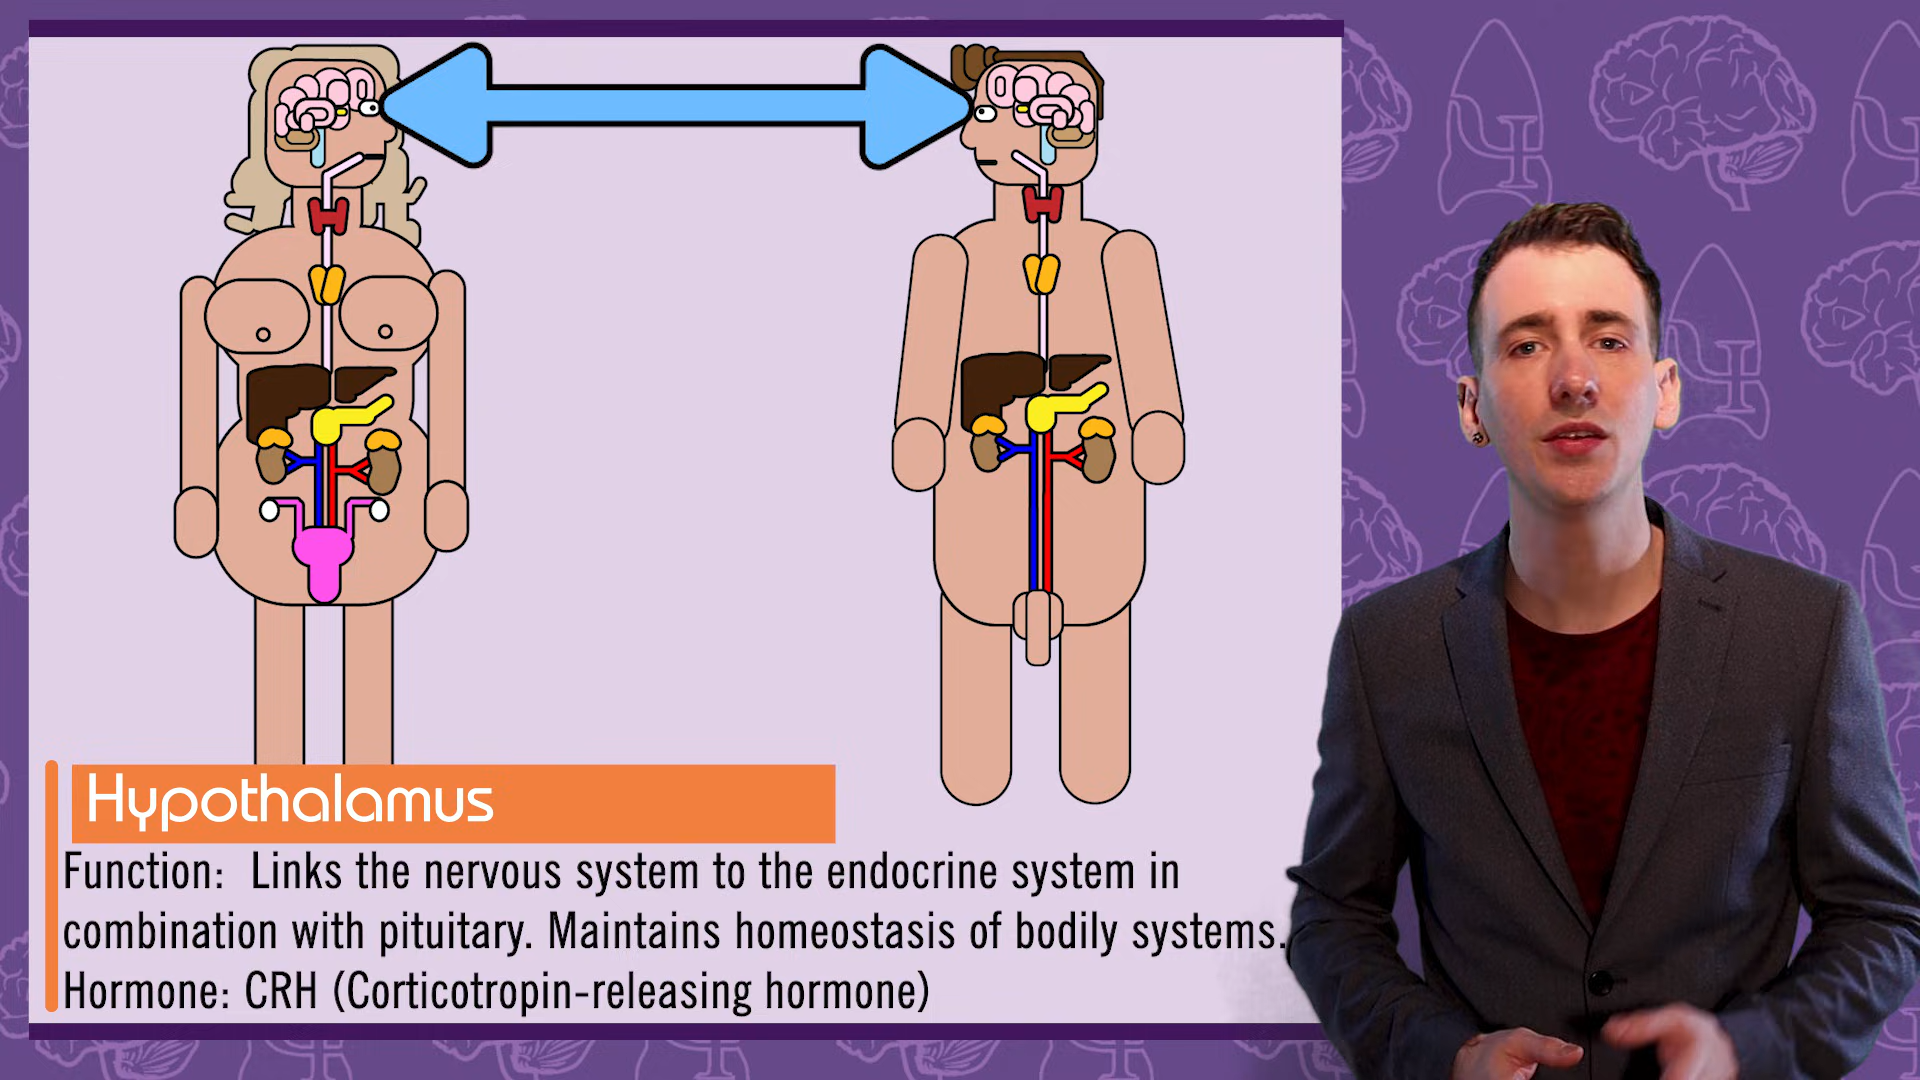 Hypothalamus
Function: Links the nervous system to the endocrine system in
combination with pituitary. Maintains homeostasis of bodily systems.
Hormone: CRH (Corticotropin-releasing hormone)